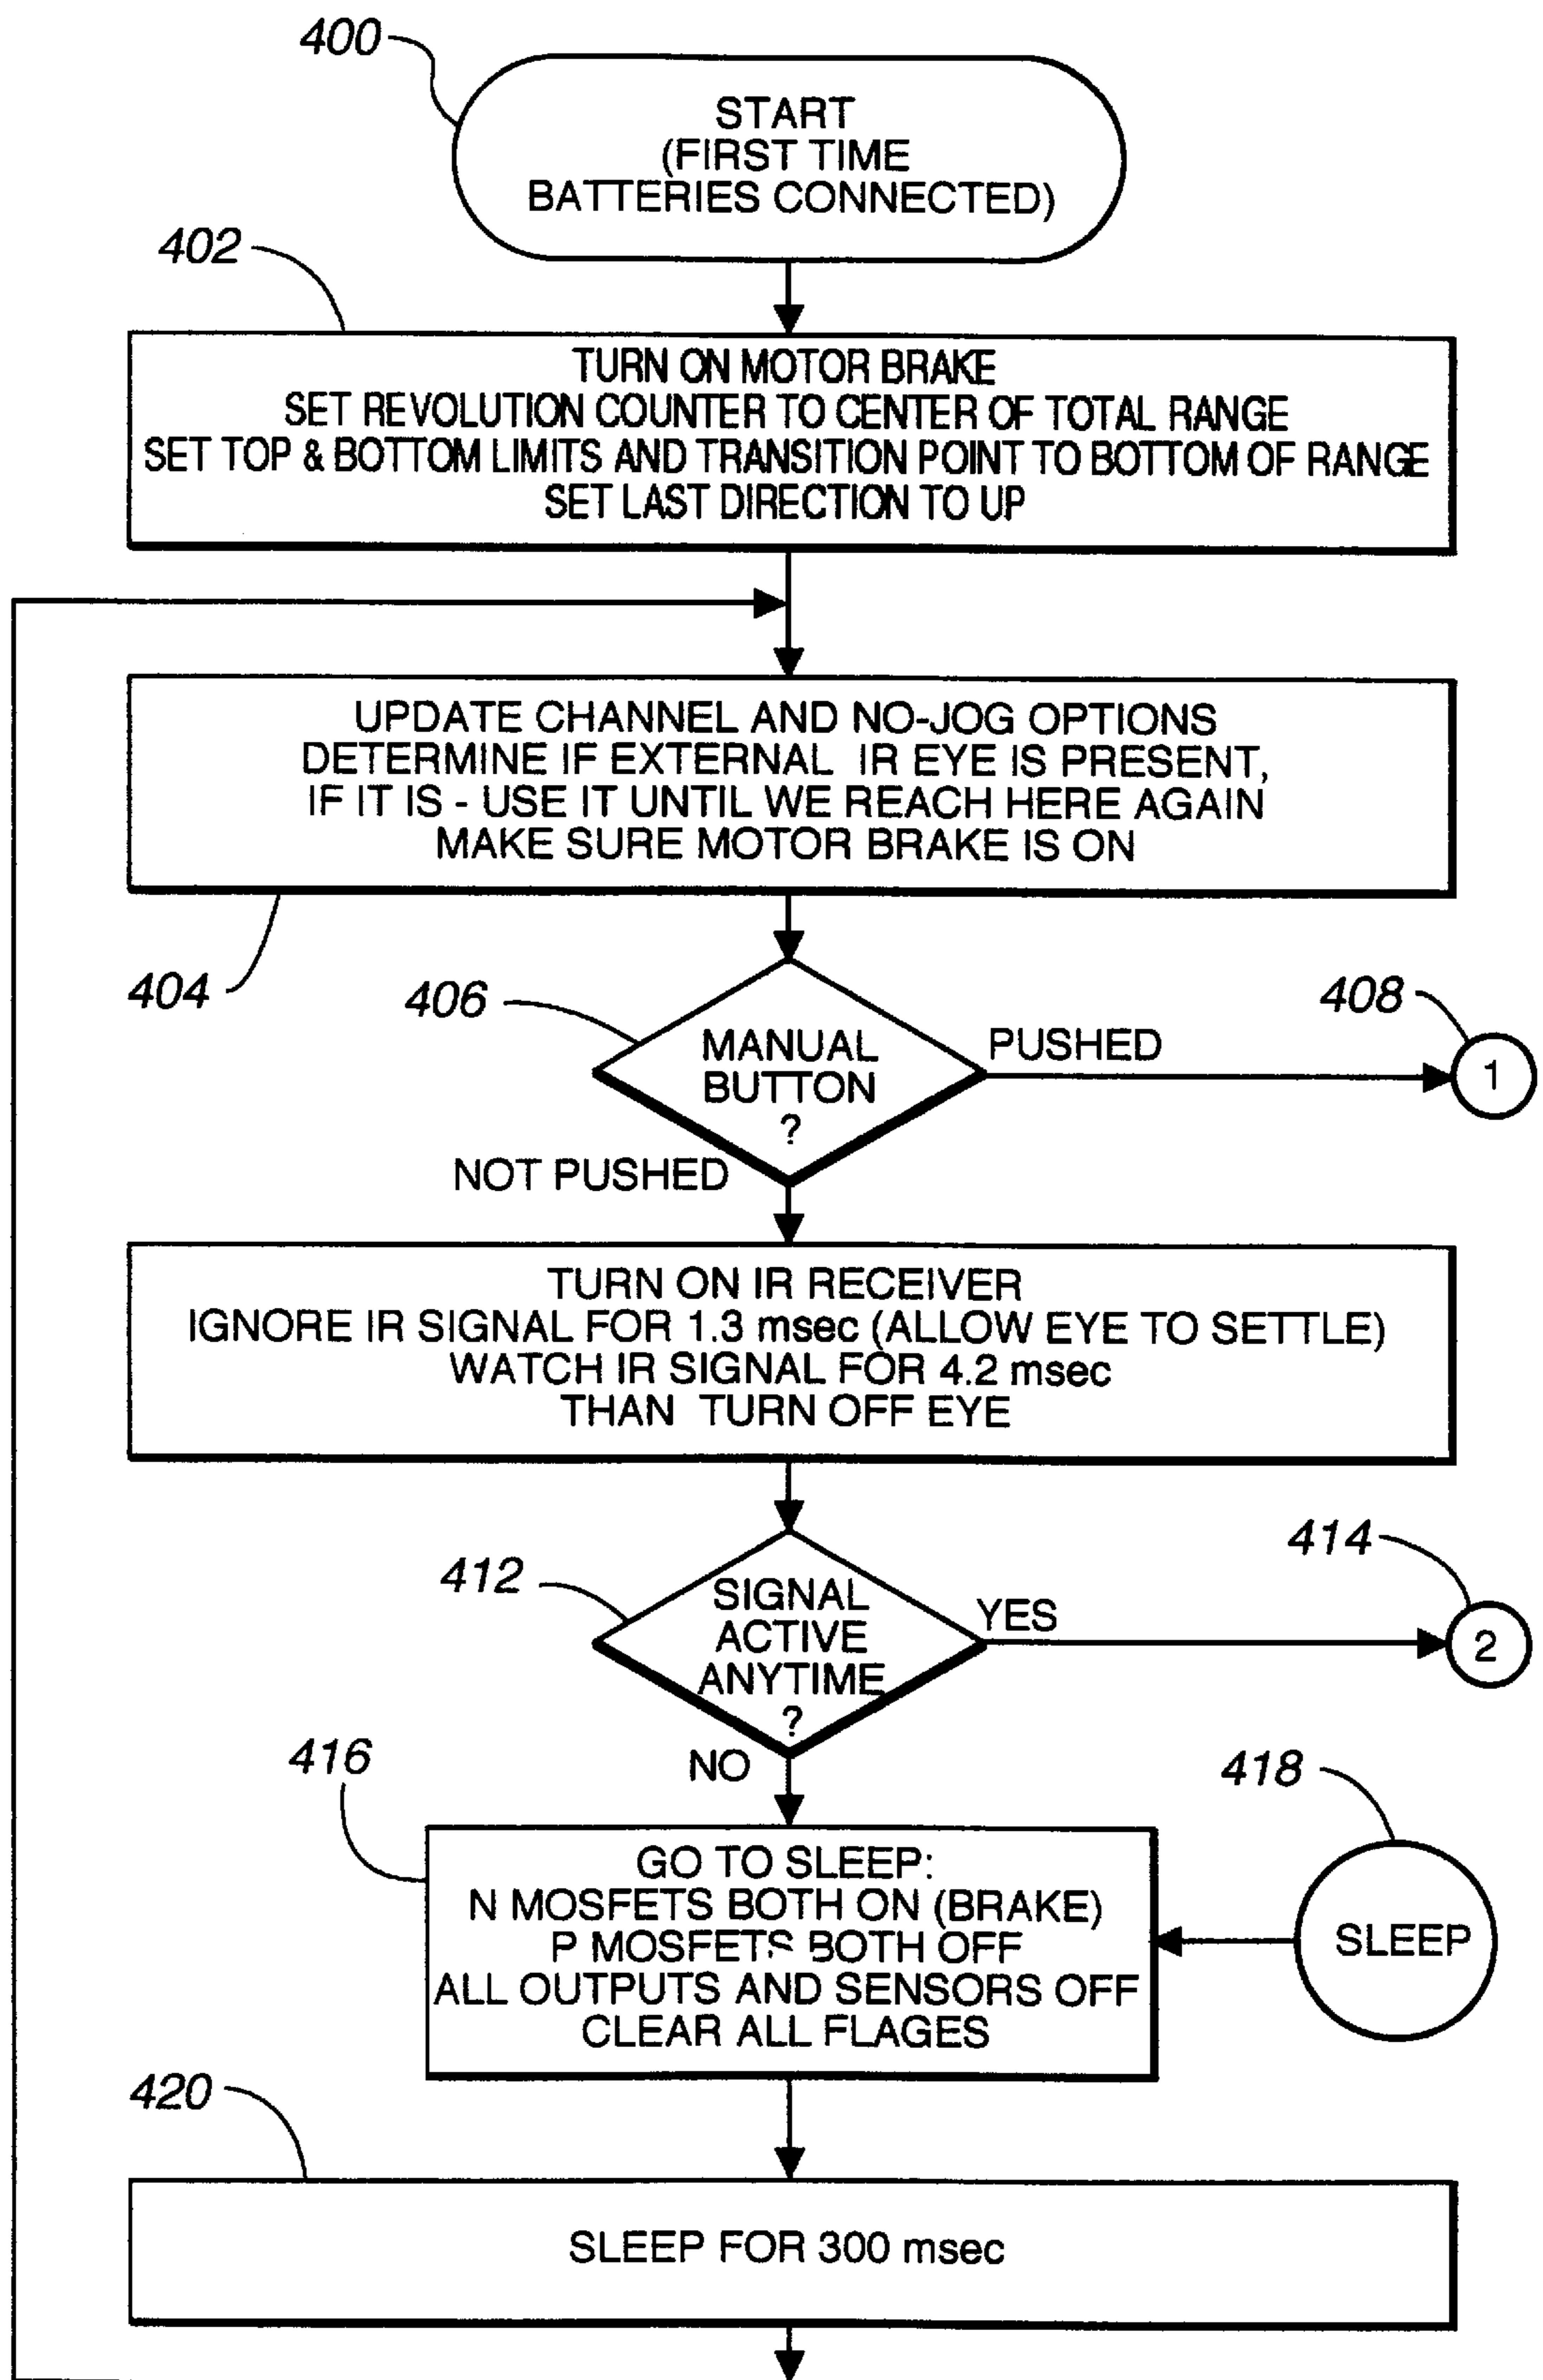 400
START
(FIRST TIME
BATTERIES CONNECTED)
402
TURN ON MOTOR BRAKE
SET REVOLUTION COUNTER TO CENTER OF TOTAL RANGE
SET TOP & BOTTOM LIMITS AND TRANSITION POINT TO BOTTOM OF RANGE
SET LAST DIRECTION TO UP
UPDATE CHANNEL AND NO-JOG OPTIONS
DETERMINE IF EXTERNAL IR EYE IS PRESENT,
IF IT IS - USE IT UNTIL WE REACH HERE AGAIN
MAKE SURE MOTOR BRAKE IS ON
404
406
408
MANUAL
BUTTON
?
PUSHED
1
NOT PUSHED
TURN ON IR RECEIVER
IGNORE IR SIGNAL FOR 1.3 msec (ALLOW EYE TO SETTLE)
WATCH IR SIGNAL FOR 4.2 msec
THAN TURN OFF EYE
412
414
SIGNAL
ACTIVE
ANYTIME
?
YES
2
NO
416
418
GO TO SLEEP:
N MOSFETS BOTH ON (BRAKE)
P MOSFETS BOTH OFF
ALL OUTPUTS AND SENSORS OFF
CLEAR ALL FLAGES
SLEEP
420
SLEEP FOR 300 msec